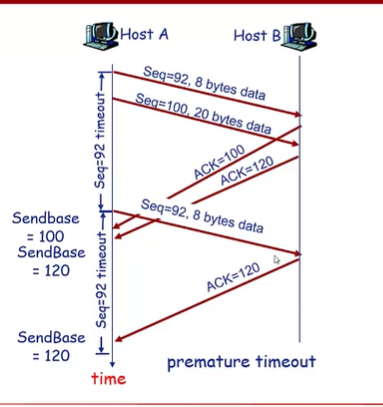 Host A
Host B
Seq=92, 8 bytes data
Seq=100, 20 bytes data
Seq=92 timeout
ACK=100
ACK=120
Seq=92, 8 bytes data
Sendbase
= 100
SendBase
= 120
Seq=92 timeout
ACK=120
SendBase
= 120
premature timeout
time